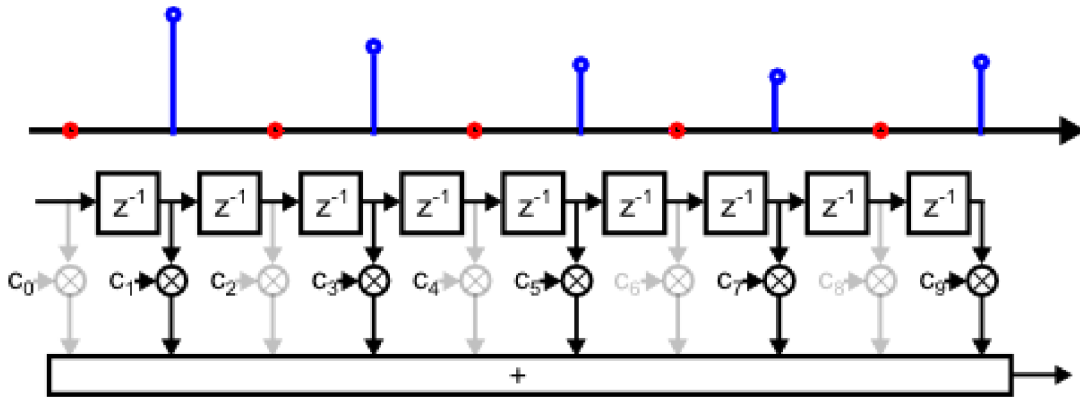 z⁻¹ z⁻¹ z⁻¹ z⁻¹ z⁻¹ z⁻¹ z⁻¹ z⁻¹ z⁻¹
c₀ c₁ c₂ c₃ c₄ c₅ c₆ c₇ c₈ c₉
+